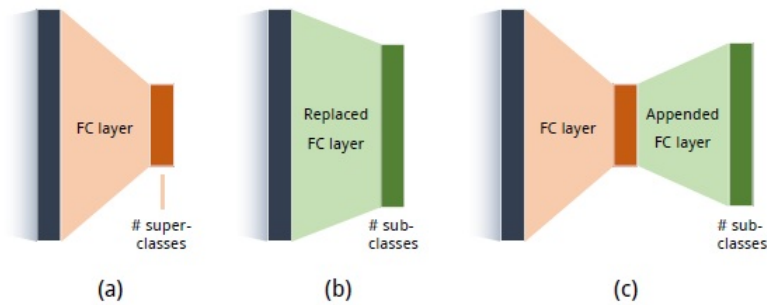 FC layer
# super-
classes
(a)
Replaced
FC layer
# sub-
classes
(b)
FC layer
Appended
FC layer
# sub-
classes
(c)